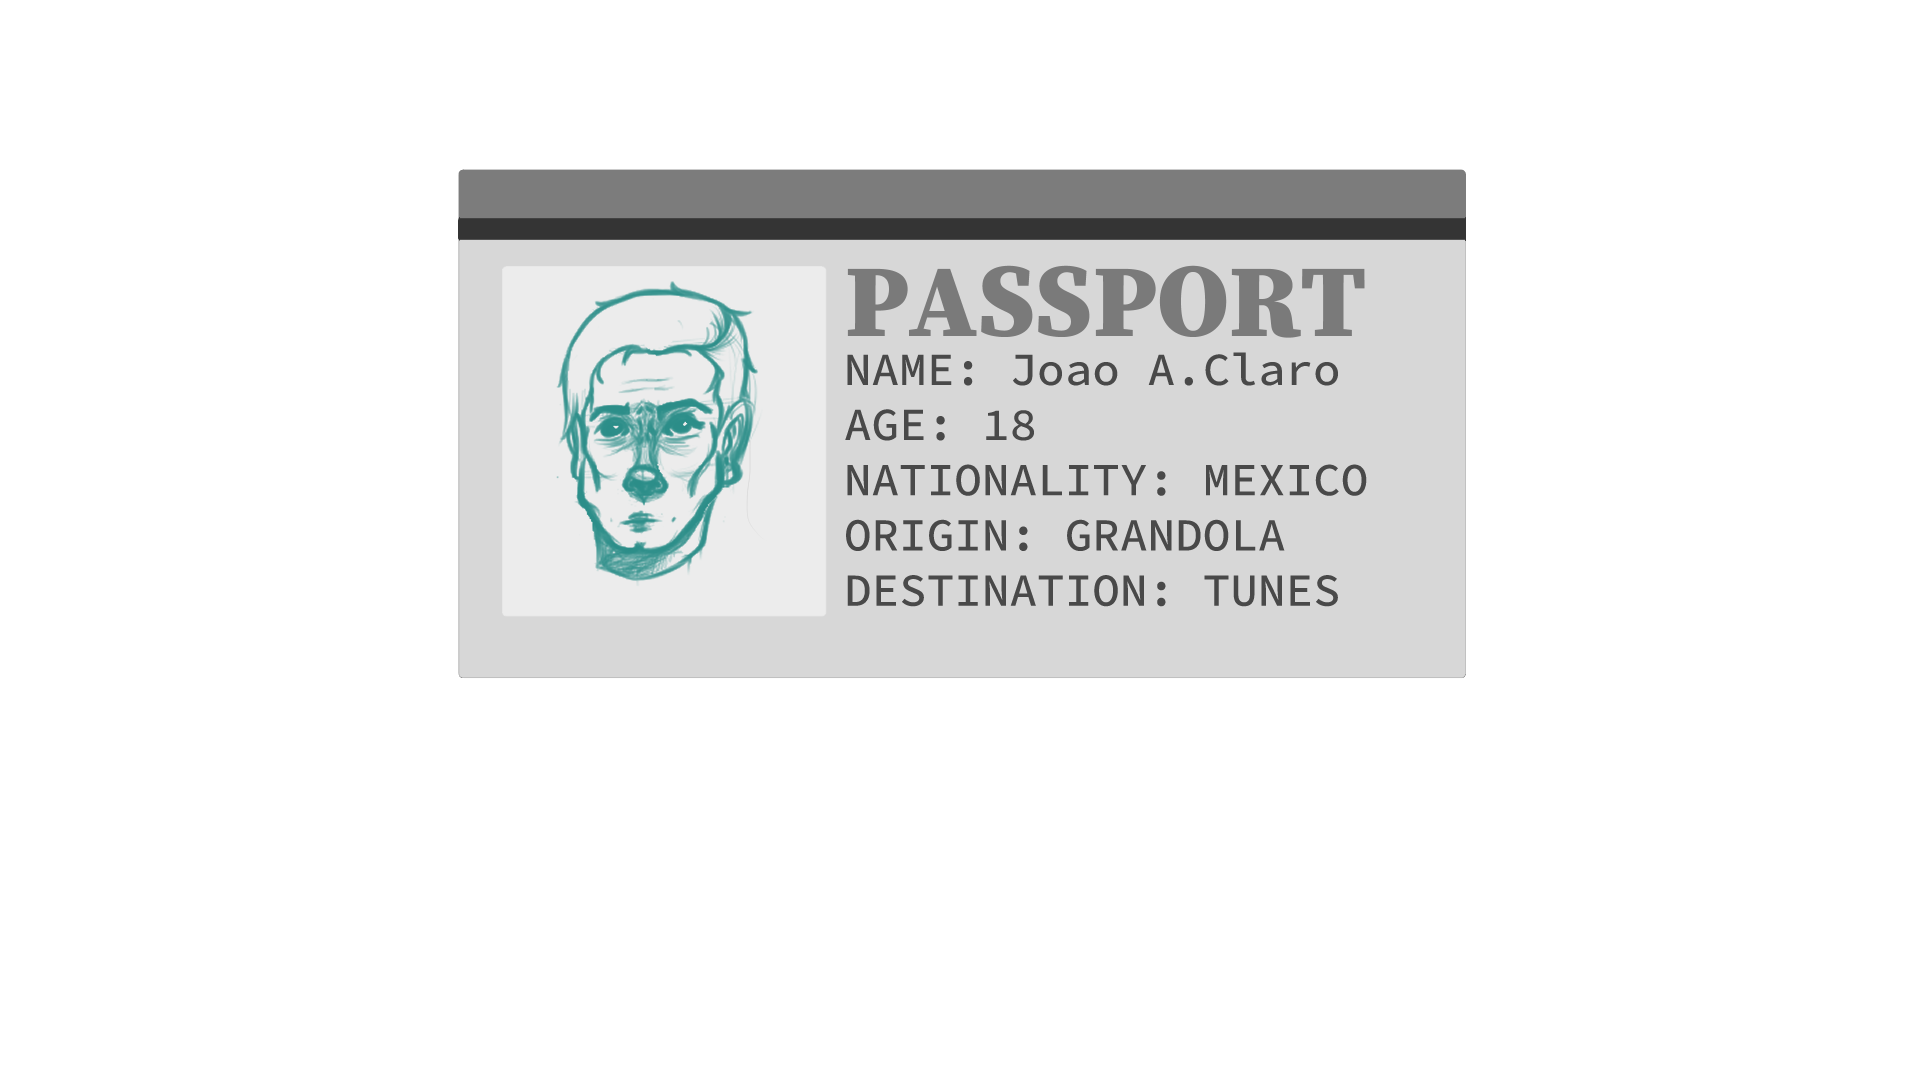 PASSPORT
NAME: Joao A.Claro
AGE: 18
NATIONALITY: MEXICO
ORIGIN: GRANDOLA
DESTINATION: TUNES